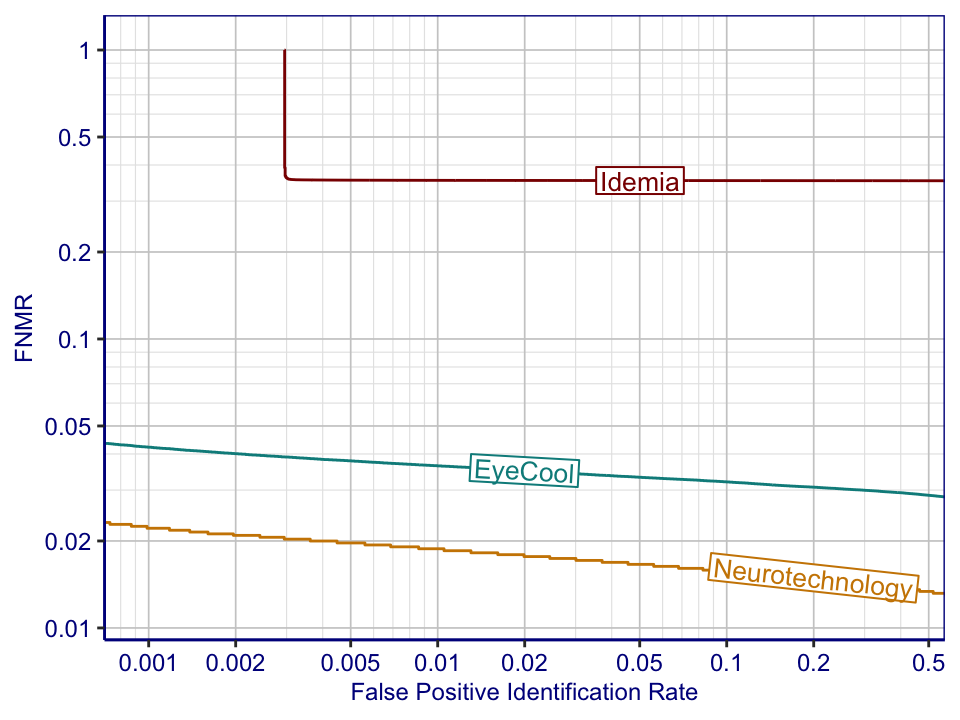 1
0.5
0.2
0.1
0.05
0.02
0.01
FNMR
Idemia
EyeCool
Neurotechnology
0.001 0.002 0.005 0.01 0.02 0.05 0.1 0.2 0.5
False Positive Identification Rate